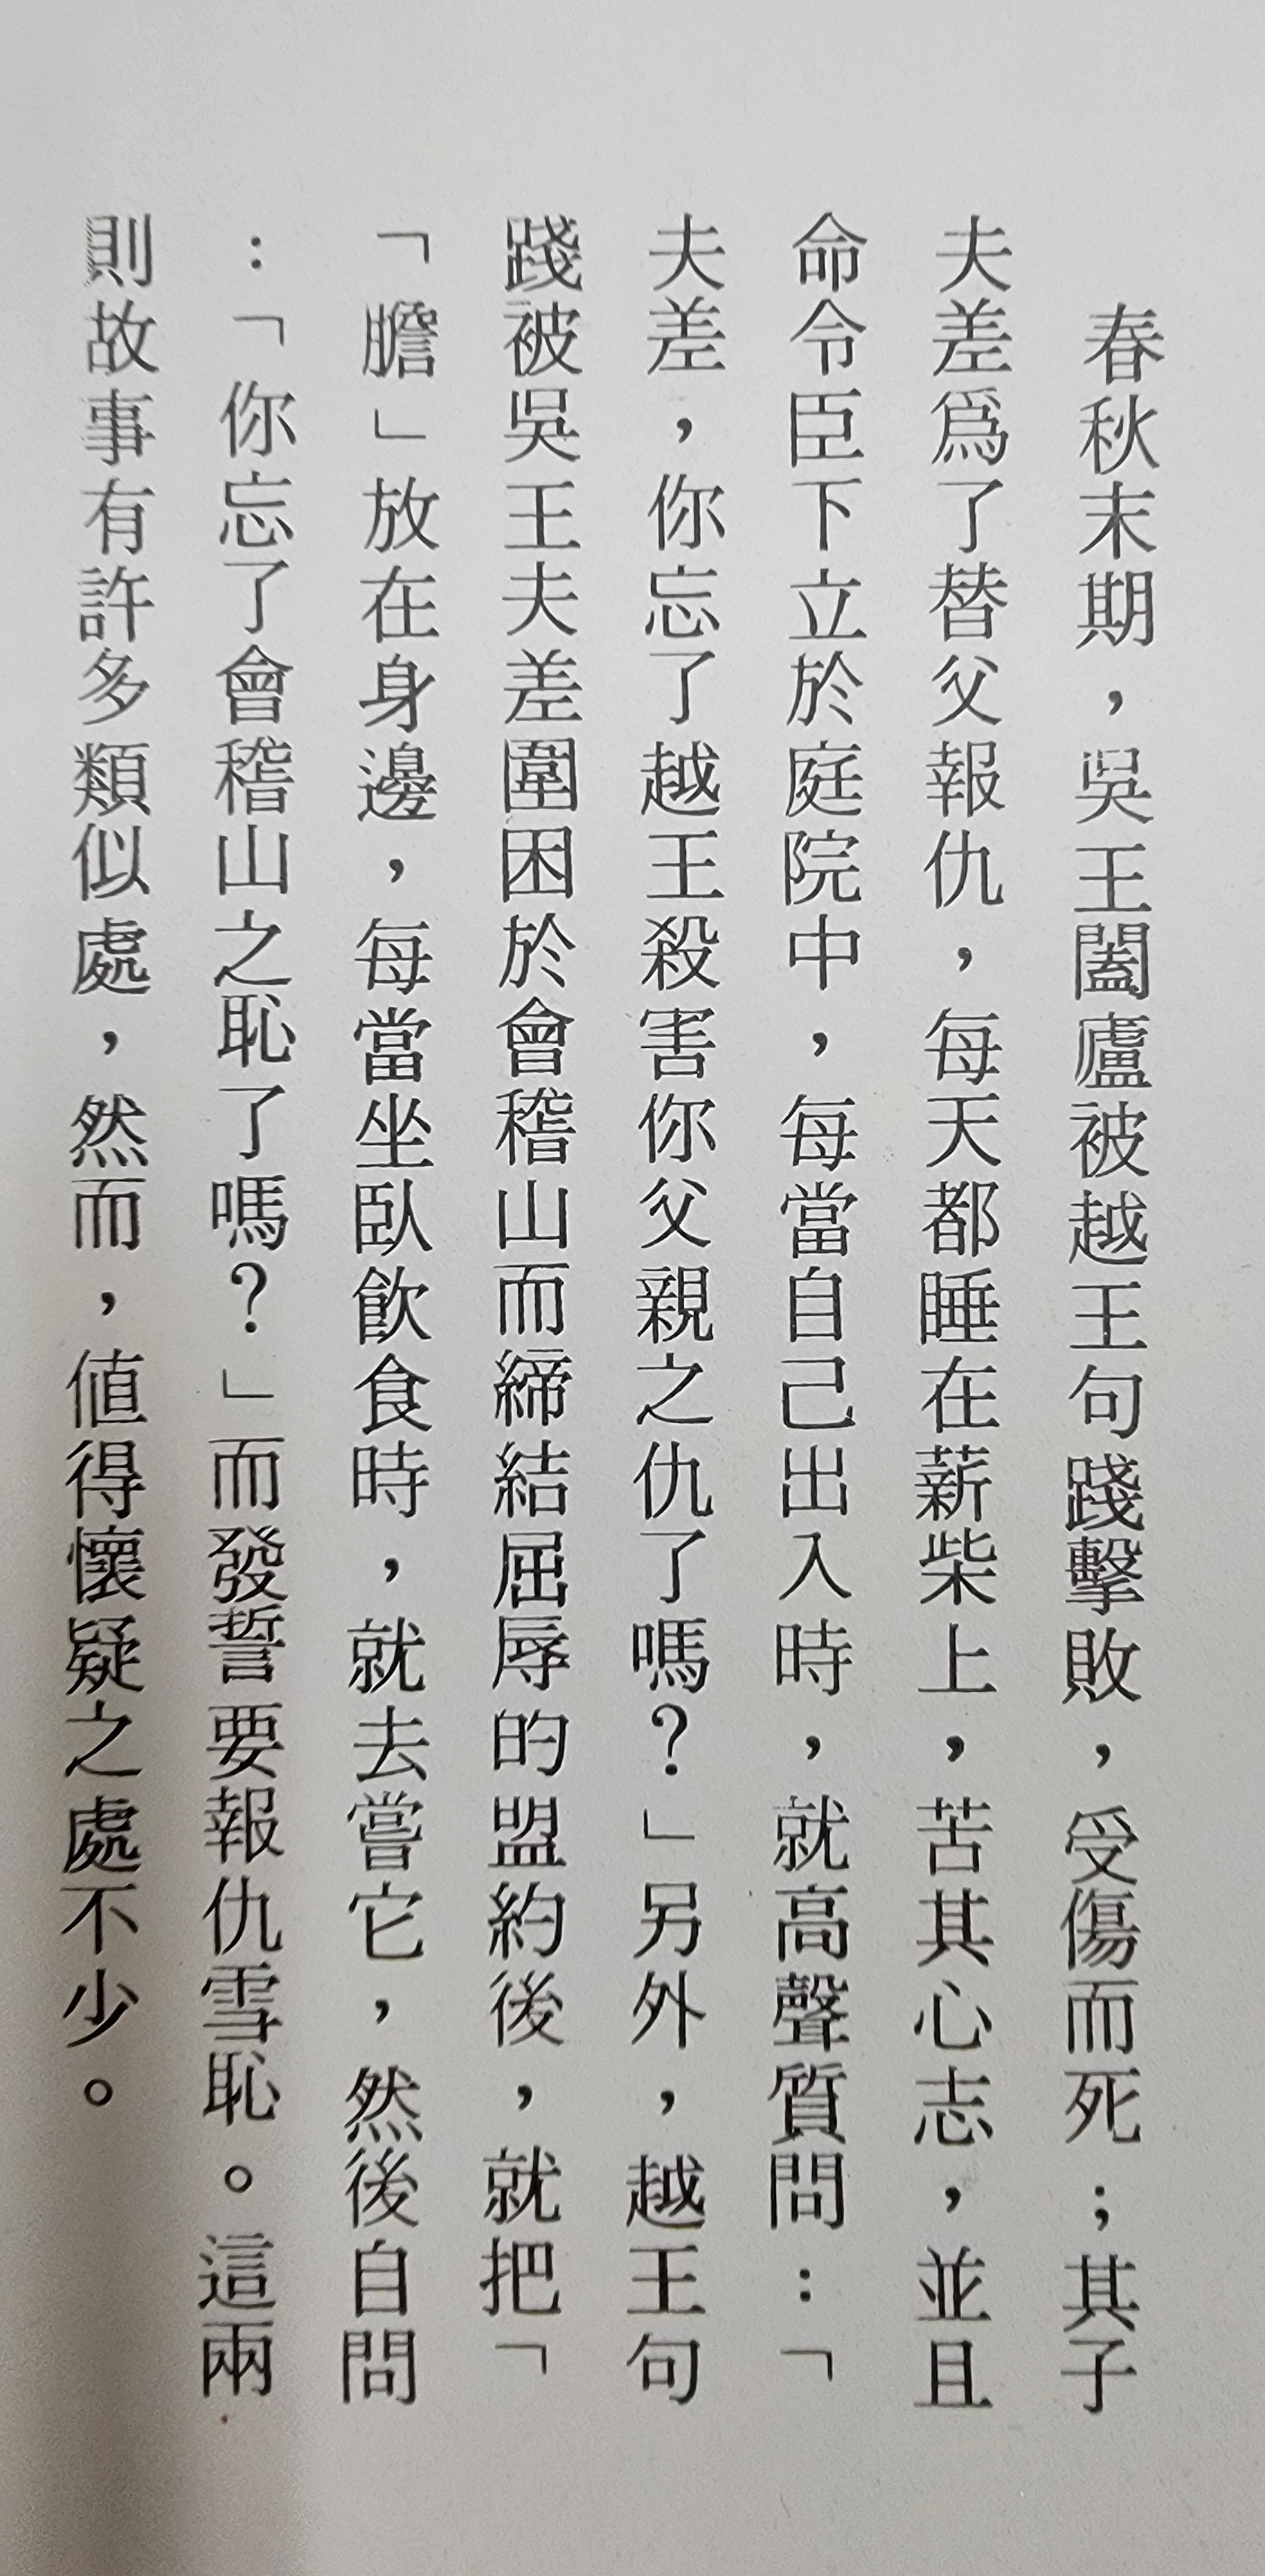 春秋末期，吳王闔廬被越王句踐擊敗，受傷而死；其子
夫差爲了替父報仇，每天都睡在薪柴上，苦其心志，並且
命令臣下立於庭院中，每當自己出入時，就高聲質問：「
夫差，你忘了越王殺害你父親之仇了嗎？」另外，越王句
踐被吳王夫差圍困於會稽山而締結屈辱的盟約後，就把「
「膽」放在身邊，每當坐臥飲食時，就去嘗它，然後自問
：「你忘了會稽山之恥了嗎？」而發誓要報仇雪恥。這兩
則故事有許多類似處，然而，値得懷疑之處不少。